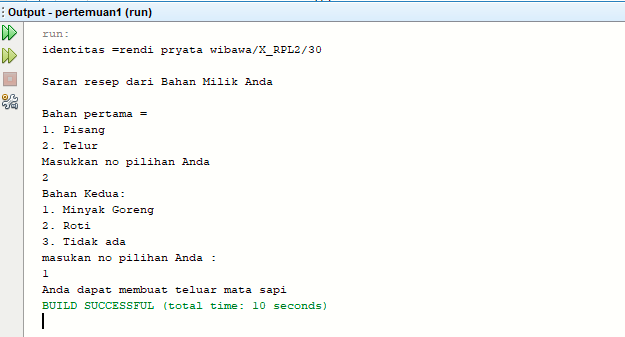 Output - pertemuan1 (run)
run:
identitas =rendi pryata wibawa/X_RPL2/30
Saran resep dari Bahan Milik Anda
Bahan pertama =
1. Pisang
2. Telur
Masukkan no pilihan Anda
2
Bahan Kedua:
1. Minyak Goreng
2. Roti
3. Tidak ada
masukan no pilihan Anda :
1
Anda dapat membuat teluar mata sapi
BUILD SUCCESSFUL (total time: 10 seconds)